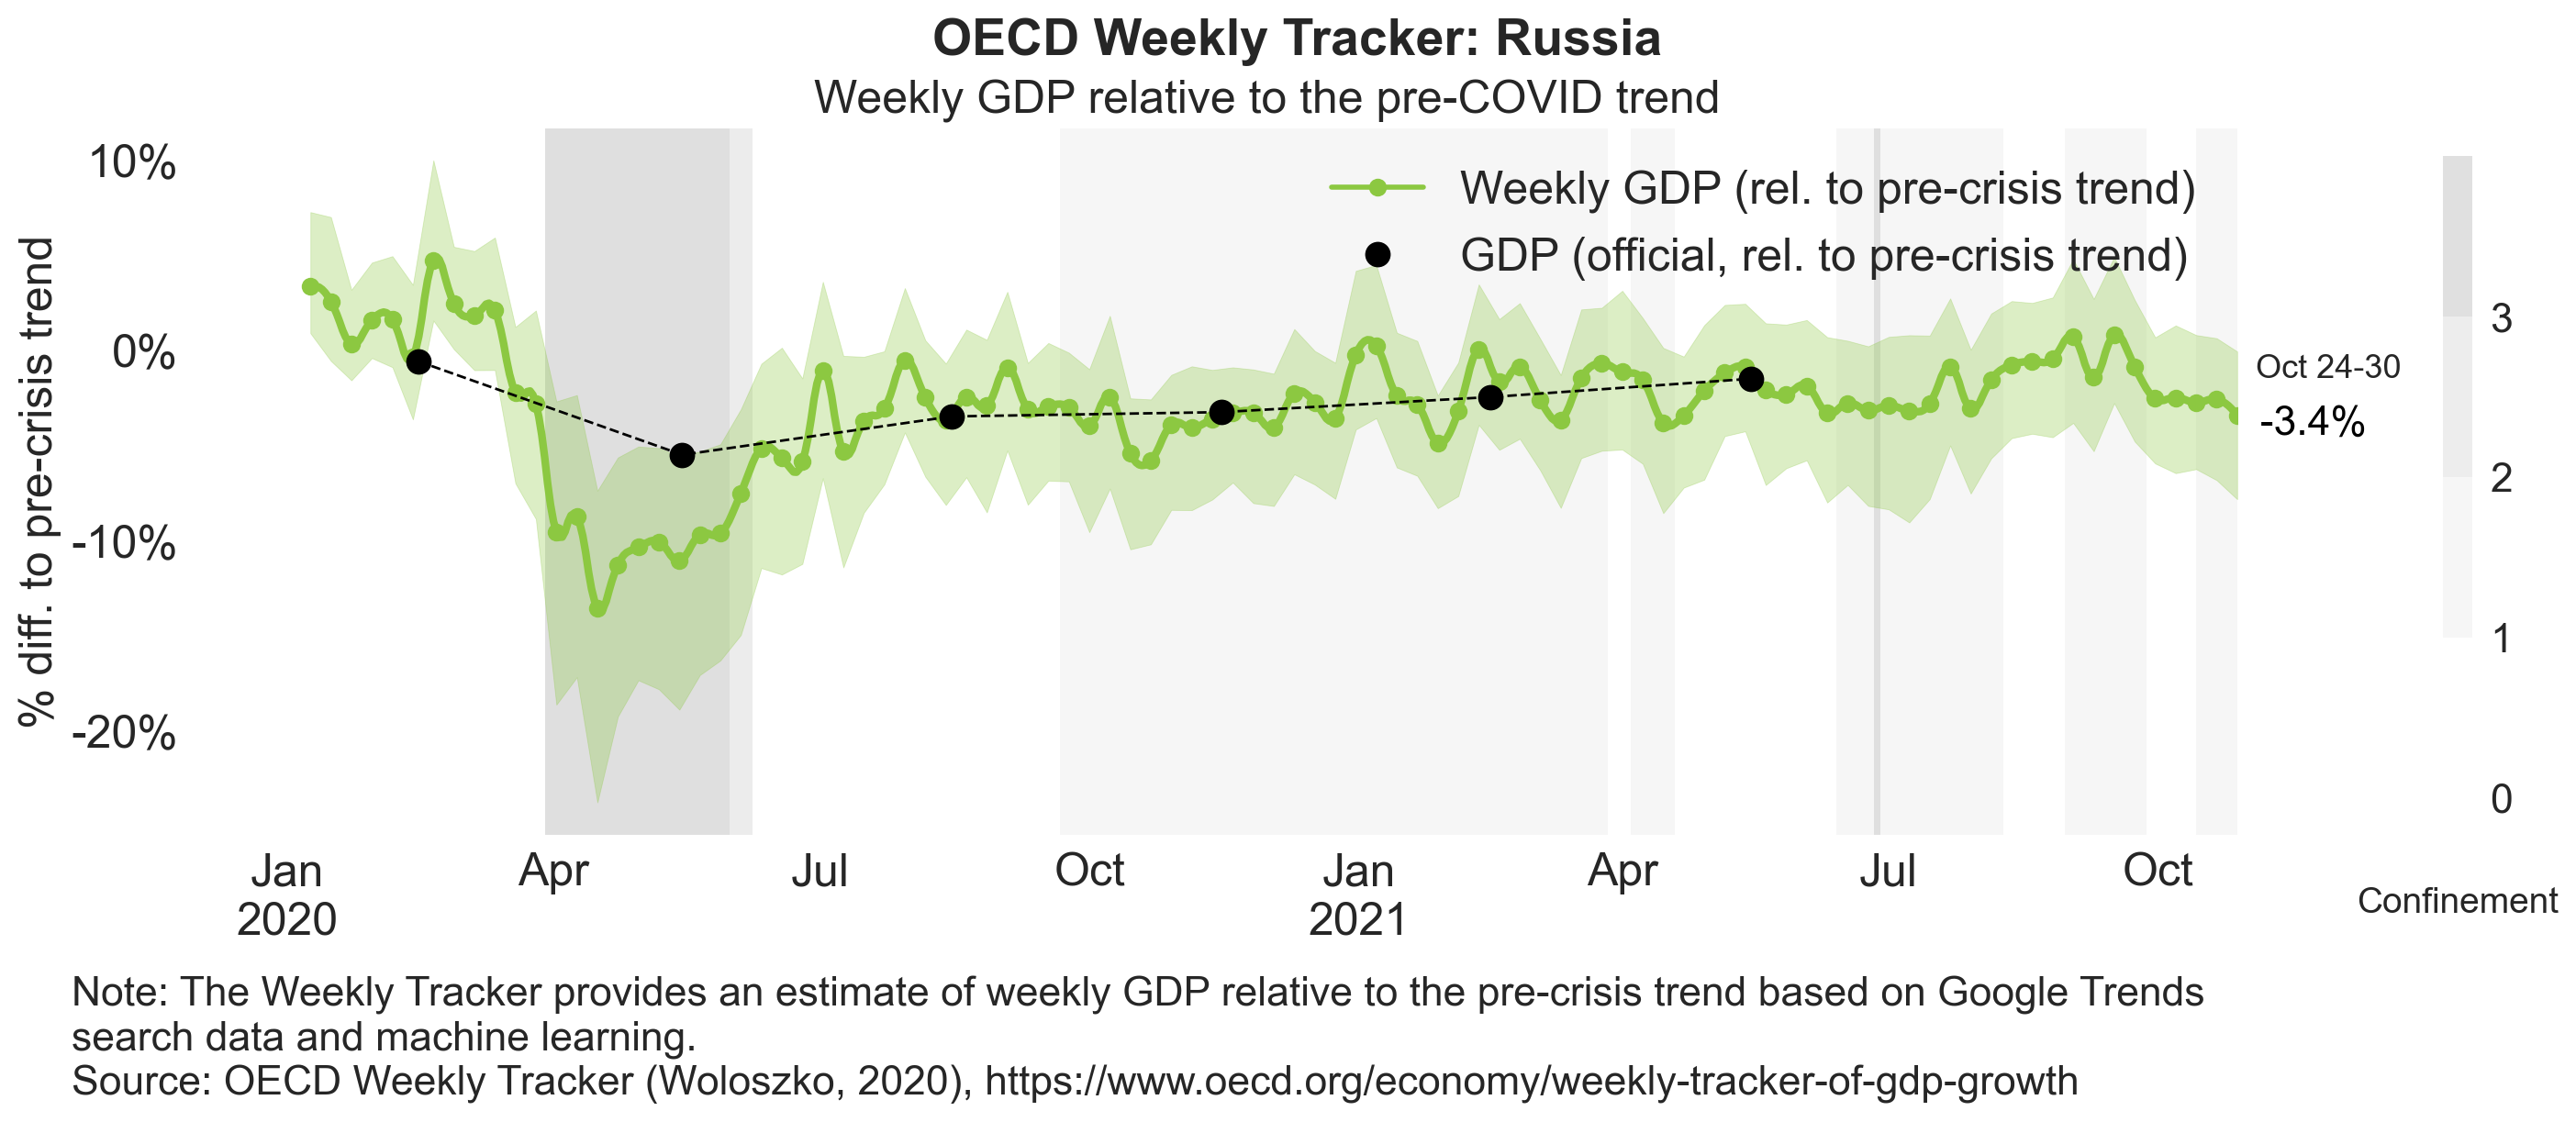 OECD Weekly Tracker: Russia
Weekly GDP relative to the pre-COVID trend
% diff. to pre-crisis trend
10%
0%
-10%
-20%
Weekly GDP (rel. to pre-crisis trend)
GDP (official, rel. to pre-crisis trend)
Oct 24-30
-3.4%
3
2
1
0
Confinement
Jan Apr Jul Oct Jan Apr Jul Oct
2020 2021
Note: The Weekly Tracker provides an estimate of weekly GDP relative to the pre-crisis trend based on Google Trends
search data and machine learning.
Source: OECD Weekly Tracker (Woloszko, 2020), https://www.oecd.org/economy/weekly-tracker-of-gdp-growth